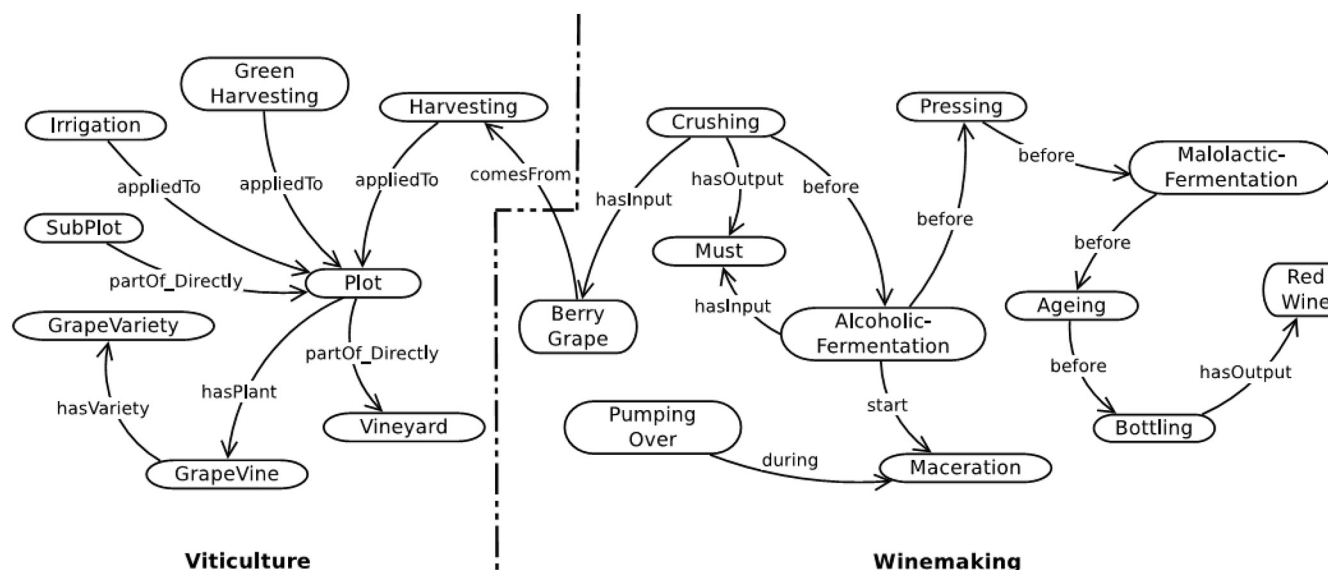 Green
Harvesting
Harvesting
Irrigation
appliedTo
appliedTo
appliedTo
comesFrom
SubPlot
partOf_Directly
Plot
GrapeVariety
partOf_Directly
hasPlant
hasVariety
Vineyard
GrapeVine
Viticulture
Pressing
Crushing
before
Malolactic-
Fermentation
hasOutput
before
hasInput
before
Must
before
Red
Wine
hasInput
Ageing
Berry
Grape
Alcoholic-
Fermentation
before
hasOutput
start
Pumping
Over
Bottling
during
Maceration
Winemaking